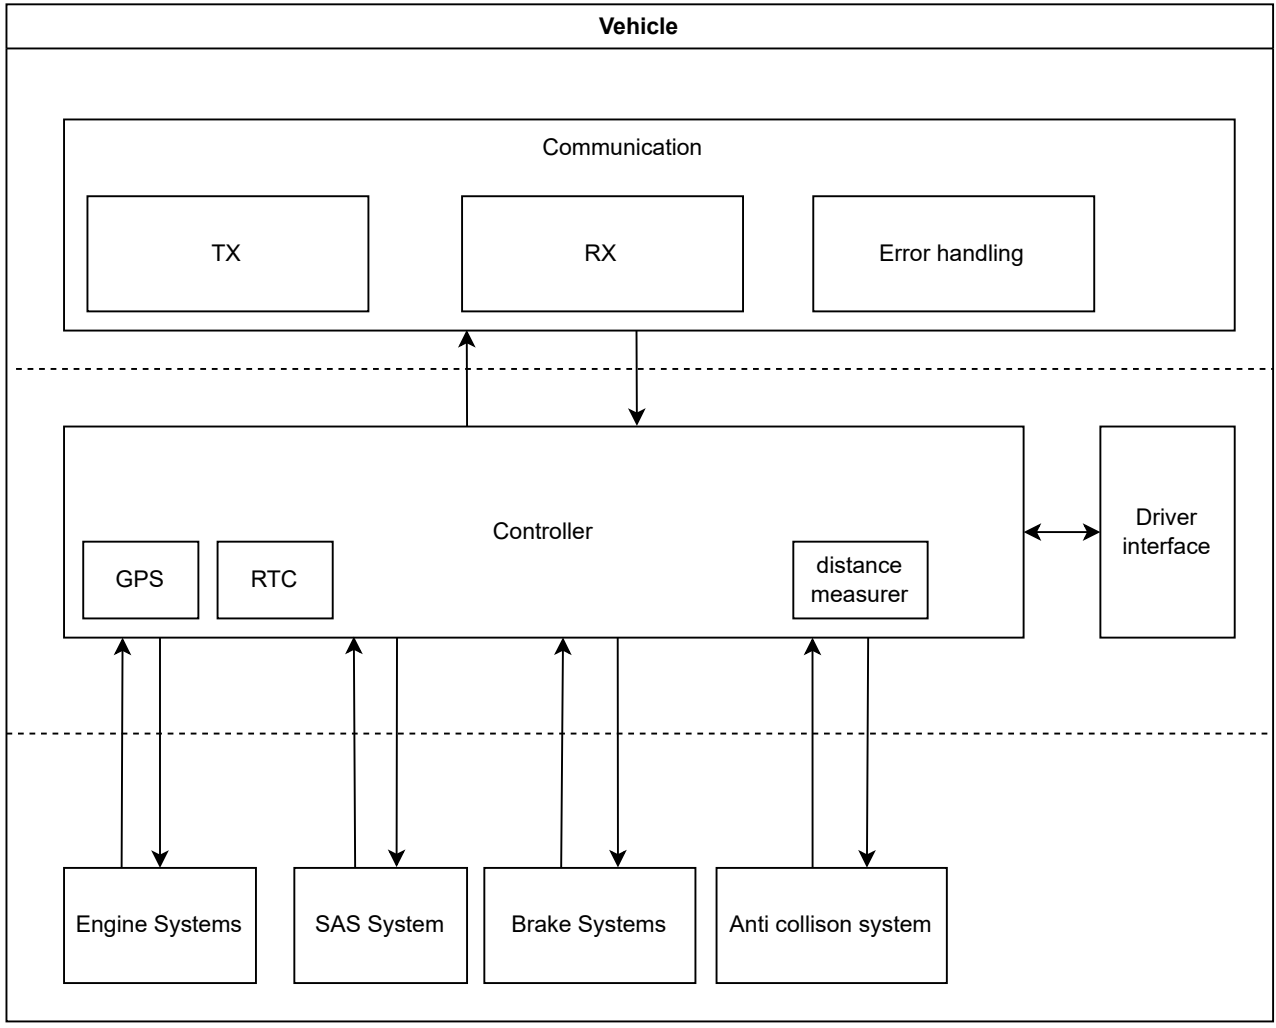 Vehicle
Communication
TX
RX
Error handling
Controller
Driver
interface
GPS
RTC
distance
measurer
Engine Systems
SAS System
Brake Systems
Anti collison system